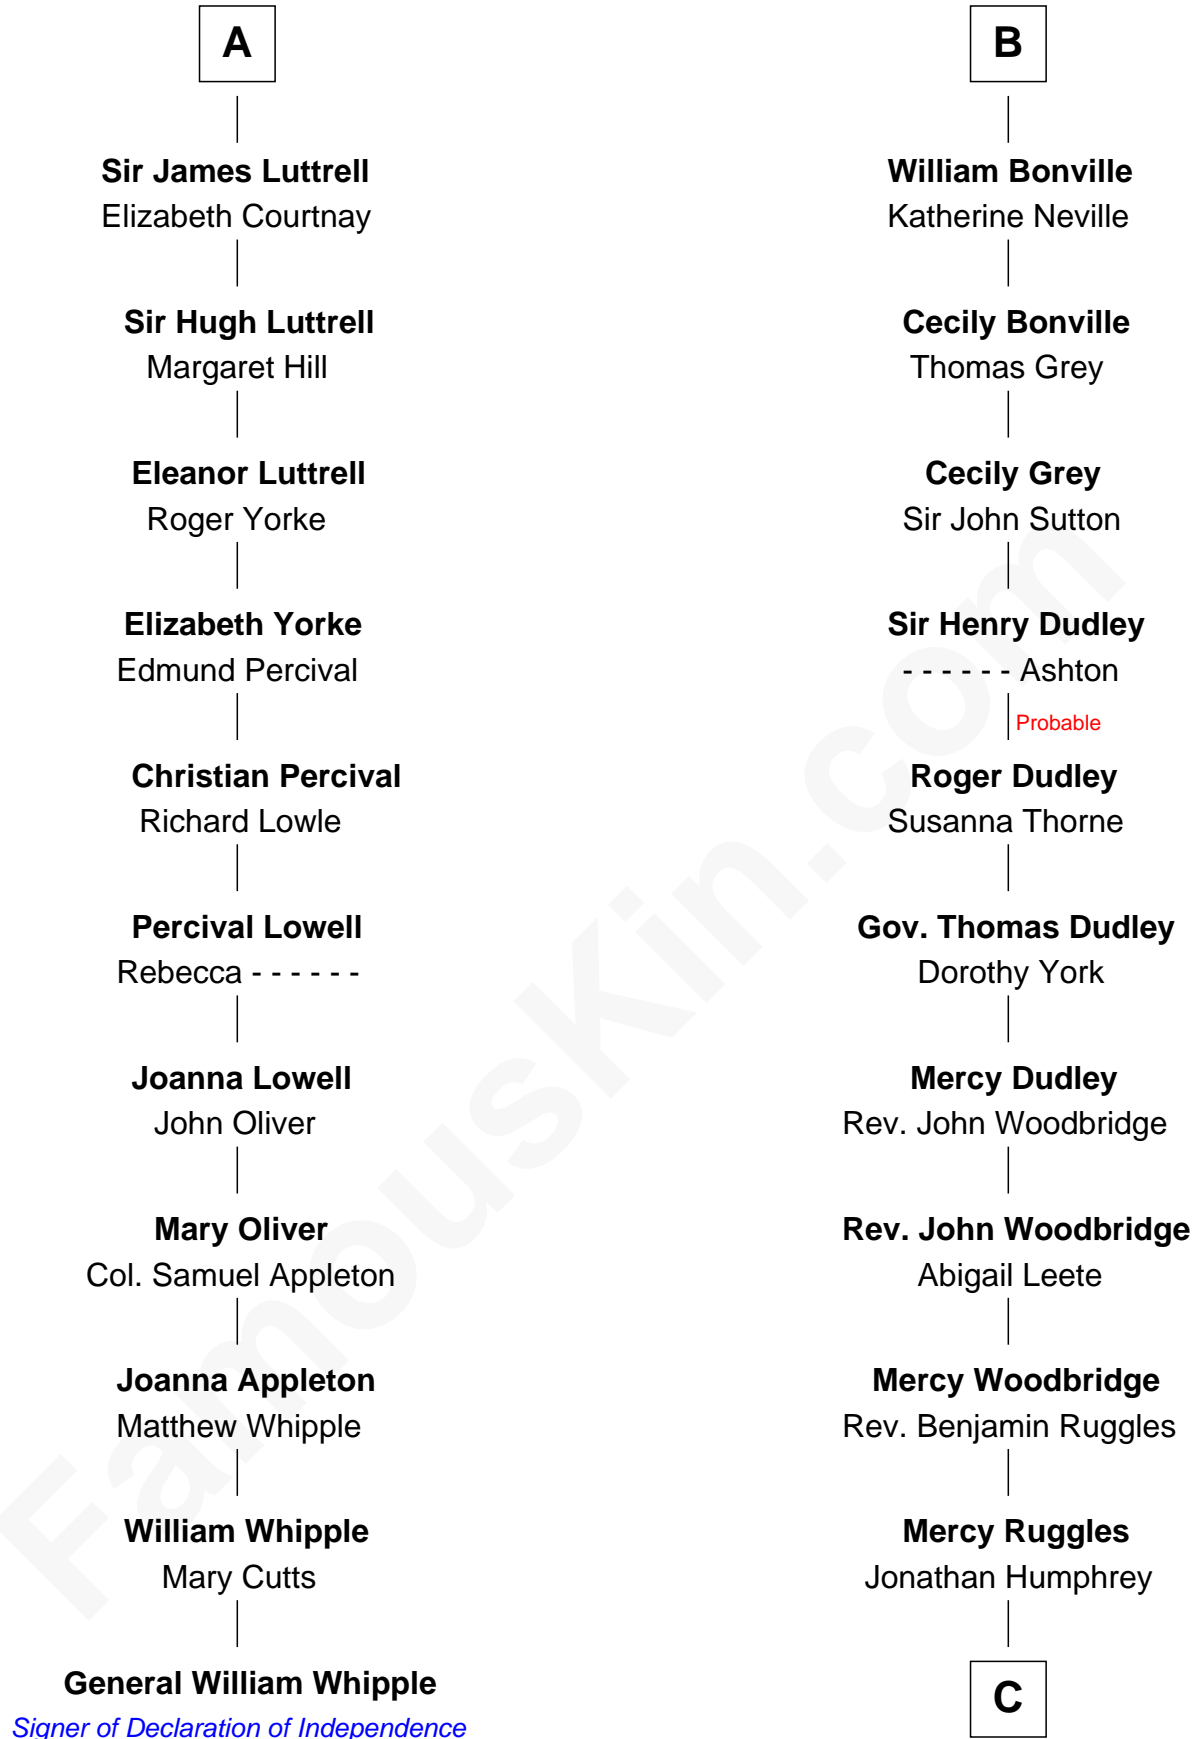 A
Sir James Luttrell
Elizabeth Courtnay
Sir Hugh Luttrell
Margaret Hill
Eleanor Luttrell
Roger Yorke
Elizabeth Yorke
Edmund Percival
Christian Percival
Richard Lowle
Percival Lowell
Rebecca - - - - - -
Joanna Lowell
John Oliver
Mary Oliver
Col. Samuel Appleton
Joanna Appleton
Matthew Whipple
William Whipple
Mary Cutts
General William Whipple
Signer of Declaration of Independence
B
William Bonville
Katherine Neville
Cecily Bonville
Thomas Grey
Cecily Grey
Sir John Sutton
Sir Henry Dudley
- - - - - - Ashton
Probable
Roger Dudley
Susanna Thorne
Gov. Thomas Dudley
Dorothy York
Mercy Dudley
Rev. John Woodbridge
Rev. John Woodbridge
Abigail Leete
Mercy Woodbridge
Rev. Benjamin Ruggles
Mercy Ruggles
Jonathan Humphrey
C
FamousKin.com